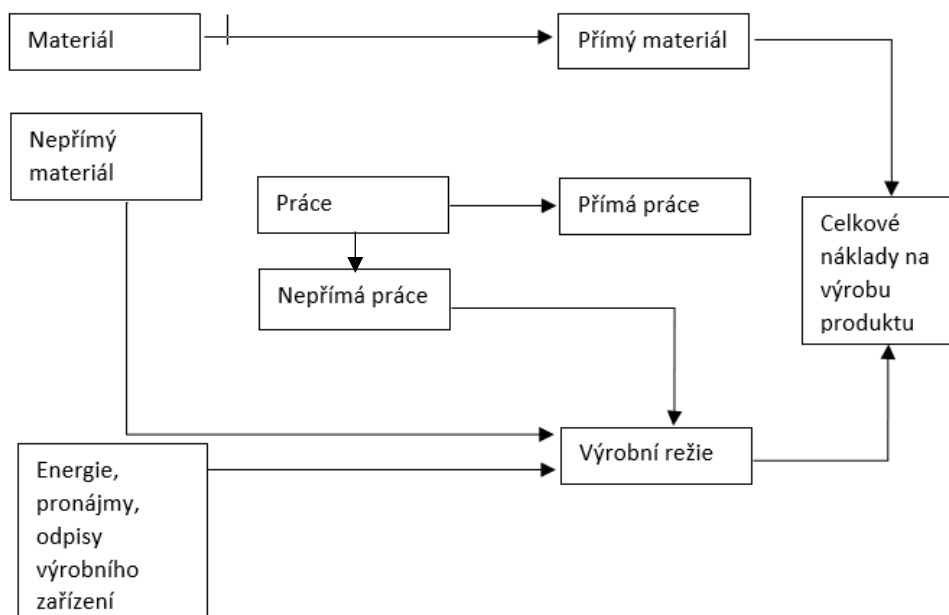 Materiál
Přímý materiál
Nepřímý
materiál
Práce
Přímá práce
Celkové
náklady na
výrobu
produktu
Nepřímá práce
Výrobní režie
Energie,
pronájmy,
odpisy
výrobního
zařízení